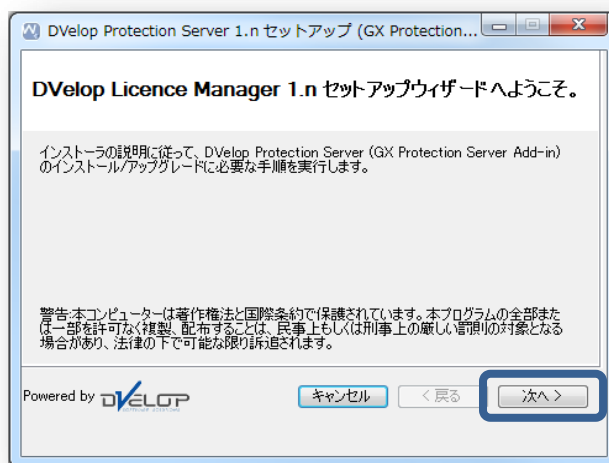 DVelop Protection Server 1.n セットアップ (GX Protection...
DVelop Licence Manager 1.n セットアップウィザードへようこそ。
インストーラの説明に従って、DVelop Protection Server (GX Protection Server Add-in)
のインストール/アップグレードに必要な手順を実行します。
警告:本コンピューターは著作権法と国際条約で保護されています。本プログラムの全部また
は一部を許可なく複製、配布することは、民事上もしくは刑事上の厳しい罰則の対象となる
場合があり、法律の下で可能な限り訴追されます。
Powered by DVELOP
キャンセル < 戻る 次へ >